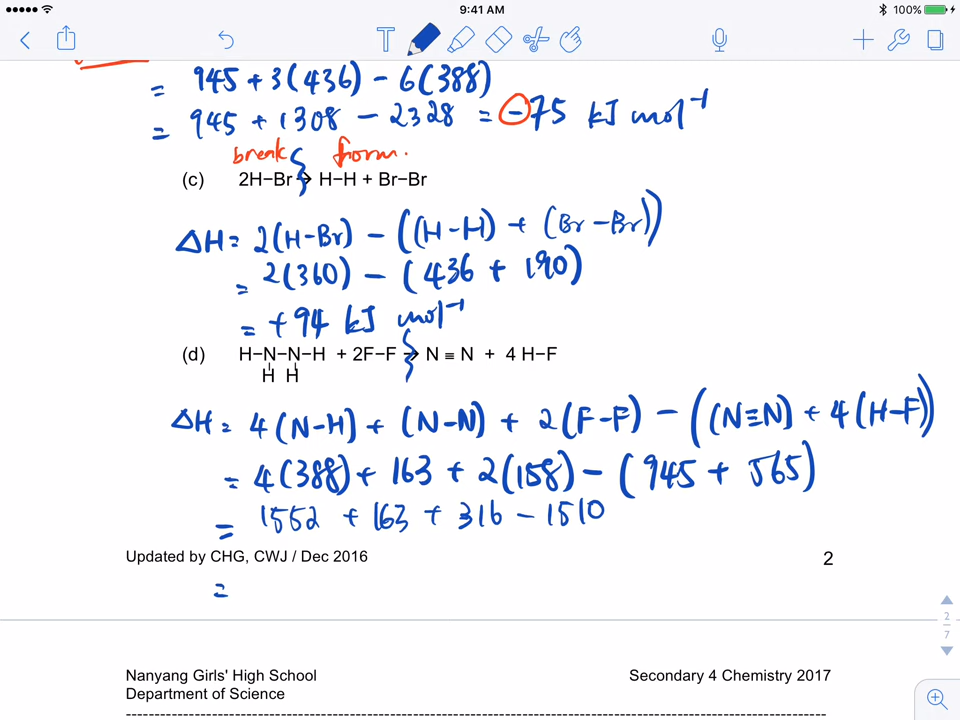 9:41 AM
100%
T
= 945 + 3(436) - 6(388)
= 945 + 1308 - 2328 = -75 kJ mol⁻¹
break form.
(c) 2H−Br → H−H + Br−Br
ΔH = 2(H-Br) - ((H-H) + (Br-Br))
= 2(360) - (436 + 190)
= +94 kJ mol⁻¹
(d) H−N−N−H + 2F−F → N ≡ N + 4 H−F
H H
ΔH = 4(N-H) + (N-N) + 2(F-F) - ((N≡N) + 4(H-F))
= 4(388) + 163 + 2(158) - (945 + 565)
= 1552 + 163 + 316 - 1510
Updated by CHG, CWJ / Dec 2016 2
=
2
7
Nanyang Girls' High School Secondary 4 Chemistry 2017
Department of Science